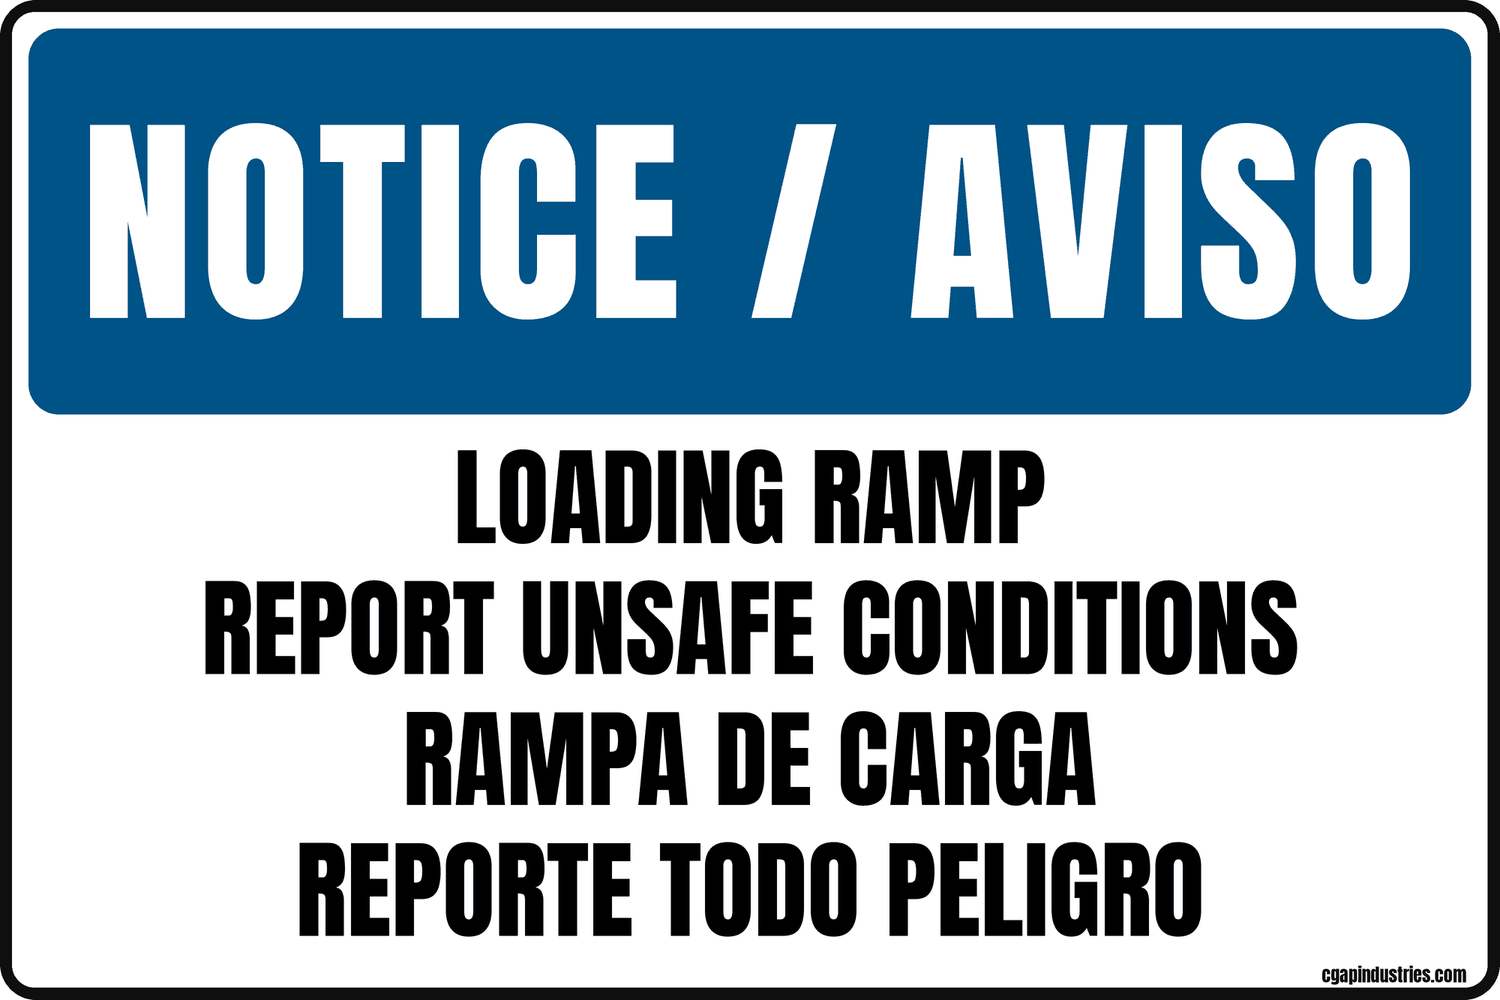 NOTICE / AVISO
LOADING RAMP
REPORT UNSAFE CONDITIONS
RAMPA DE CARGA
REPORTE TODO PELIGRO
cgapindustries.com